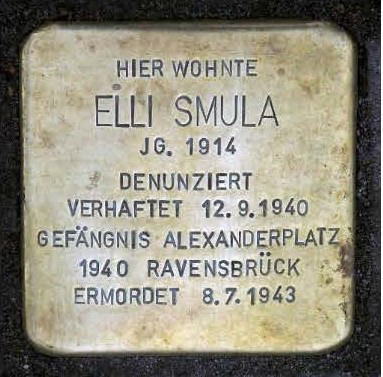 HIER WOHNTE
ELLI SMULA
JG. 1914
DENUNZIERT
VERHAFTET 12.9.1940
GEFÄNGNIS ALEXANDERPLATZ
1940 RAVENSBRÜCK
ERMORDET 8.7.1943